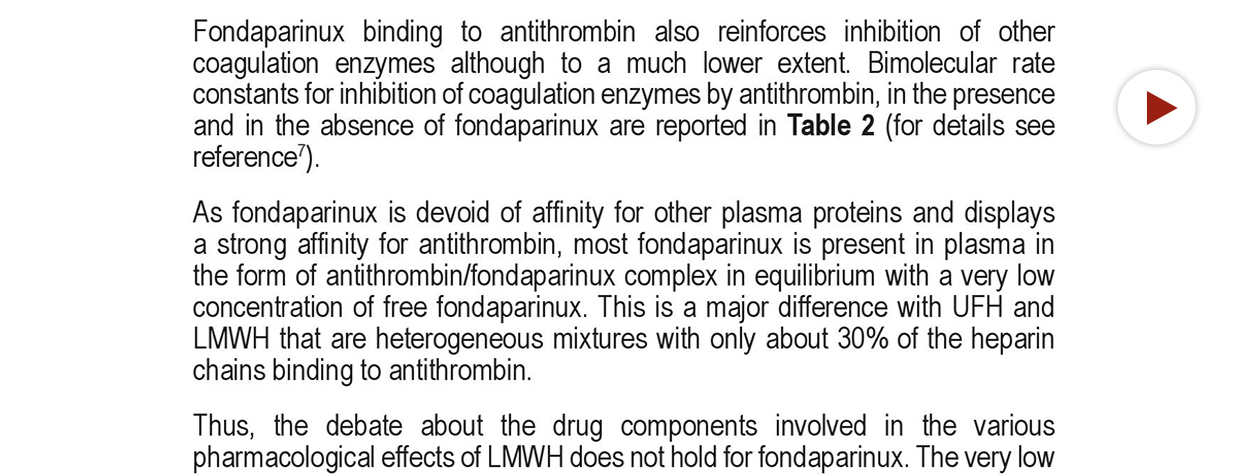 Fondaparinux binding to antithrombin also reinforces inhibition of other
coagulation enzymes although to a much lower extent. Bimolecular rate
constants for inhibition of coagulation enzymes by antithrombin, in the presence
and in the absence of fondaparinux are reported in Table 2 (for details see
reference7).
As fondaparinux is devoid of affinity for other plasma proteins and displays
a strong affinity for antithrombin, most fondaparinux is present in plasma in
the form of antithrombin/fondaparinux complex in equilibrium with a very low
concentration of free fondaparinux. This is a major difference with UFH and
LMWH that are heterogeneous mixtures with only about 30% of the heparin
chains binding to antithrombin.
Thus, the debate about the drug components involved in the various
pharmacological effects of LMWH does not hold for fondaparinux. The very low